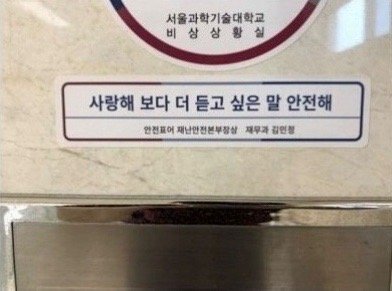 서울과학기술대학교
비상상황실
사랑해 보다 더 듣고 싶은 말 안전해
안전표어 재난안전본부장상 재무과 김민정